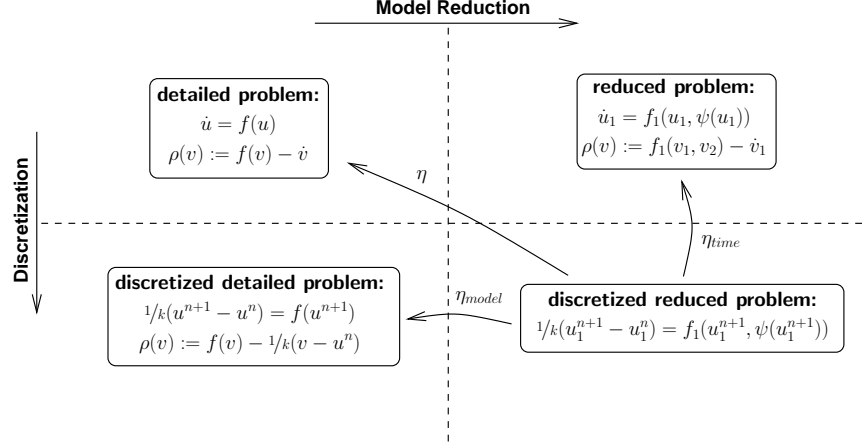 Model Reduction
Discretization
detailed problem:
u̇ = f(u)
ρ(v) := f(v) − v̇
reduced problem:
u̇₁ = f₁(u₁, ψ(u₁))
ρ(v) := f₁(v₁, v₂) − v̇₁
η
η_time
discretized detailed problem:
1/k(uⁿ⁺¹ − uⁿ) = f(uⁿ⁺¹)
ρ(v) := f(v) − 1/k(v − uⁿ)
η_model
discretized reduced problem:
1/k(u₁ⁿ⁺¹ − u₁ⁿ) = f₁(u₁ⁿ⁺¹, ψ(u₁ⁿ⁺¹))